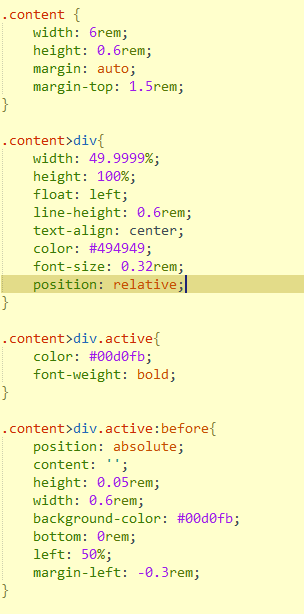 .content {
    width: 6rem;
    height: 0.6rem;
    margin: auto;
    margin-top: 1.5rem;
}

.content>div{
    width: 49.9999%;
    height: 100%;
    float: left;
    line-height: 0.6rem;
    text-align: center;
    color: #494949;
    font-size: 0.32rem;
    position: relative;
}

.content>div.active{
    color: #00d0fb;
    font-weight: bold;
}

.content>div.active:before{
    position: absolute;
    content: '';
    height: 0.05rem;
    width: 0.6rem;
    background-color: #00d0fb;
    bottom: 0rem;
    left: 50%;
    margin-left: -0.3rem;
}